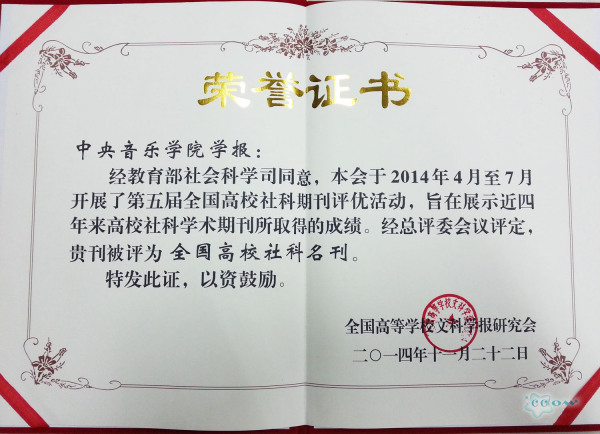 荣誉证书
中央音乐学院学报：
经教育部社会科学司同意，本会于2014年4月至7月
开展了第五届全国高校社科期刊评优活动，旨在展示近四
年来高校社科学术期刊所取得的成绩。经总评委会议评定，
贵刊被评为 全国高校社科名刊。
特发此证，以资鼓励。
全国高等学校文科学报研究会
二〇一四年十一月二十二日
CCOM